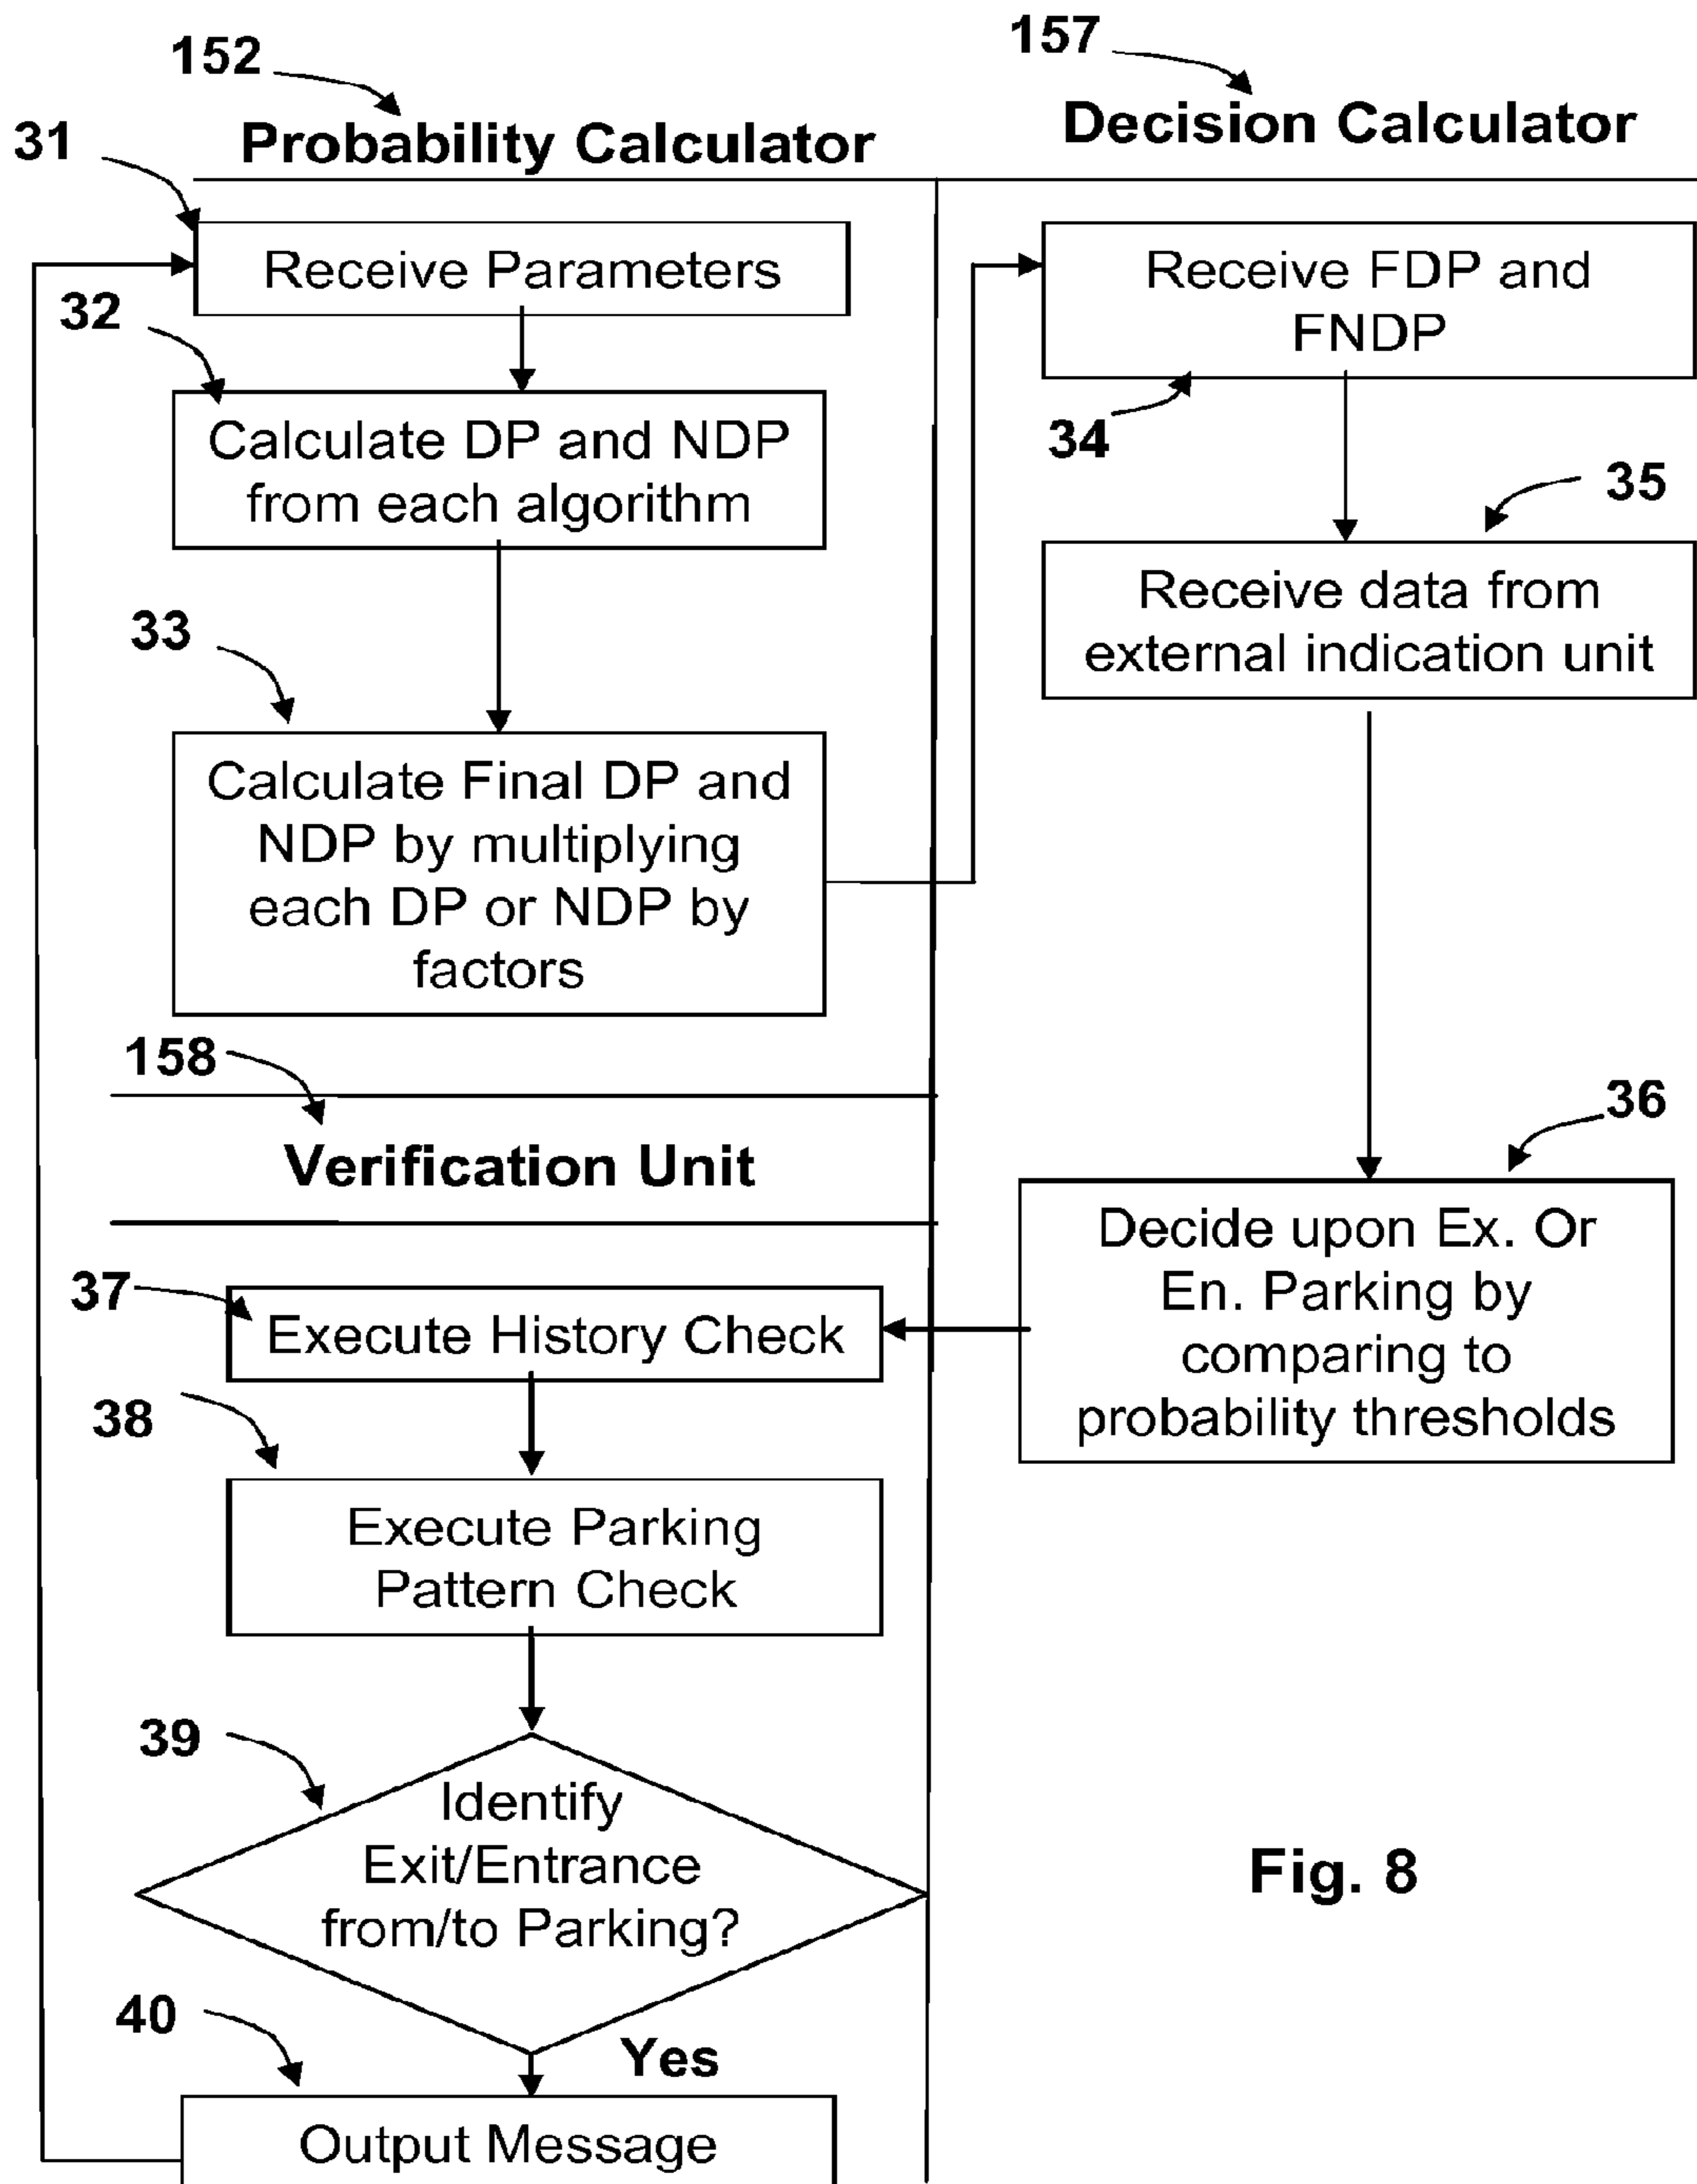 152
157
31
Probability Calculator
Decision Calculator
Receive Parameters
32
Calculate DP and NDP
from each algorithm
33
Calculate Final DP and
NDP by multiplying
each DP or NDP by
factors
Receive FDP and
FNDP
34
35
Receive data from
external indication unit
36
Decide upon Ex. Or
En. Parking by
comparing to
probability thresholds
158
Verification Unit
37
Execute History Check
38
Execute Parking
Pattern Check
39
Identify
Exit/Entrance
from/to Parking?
40
Yes
Output Message
Fig. 8